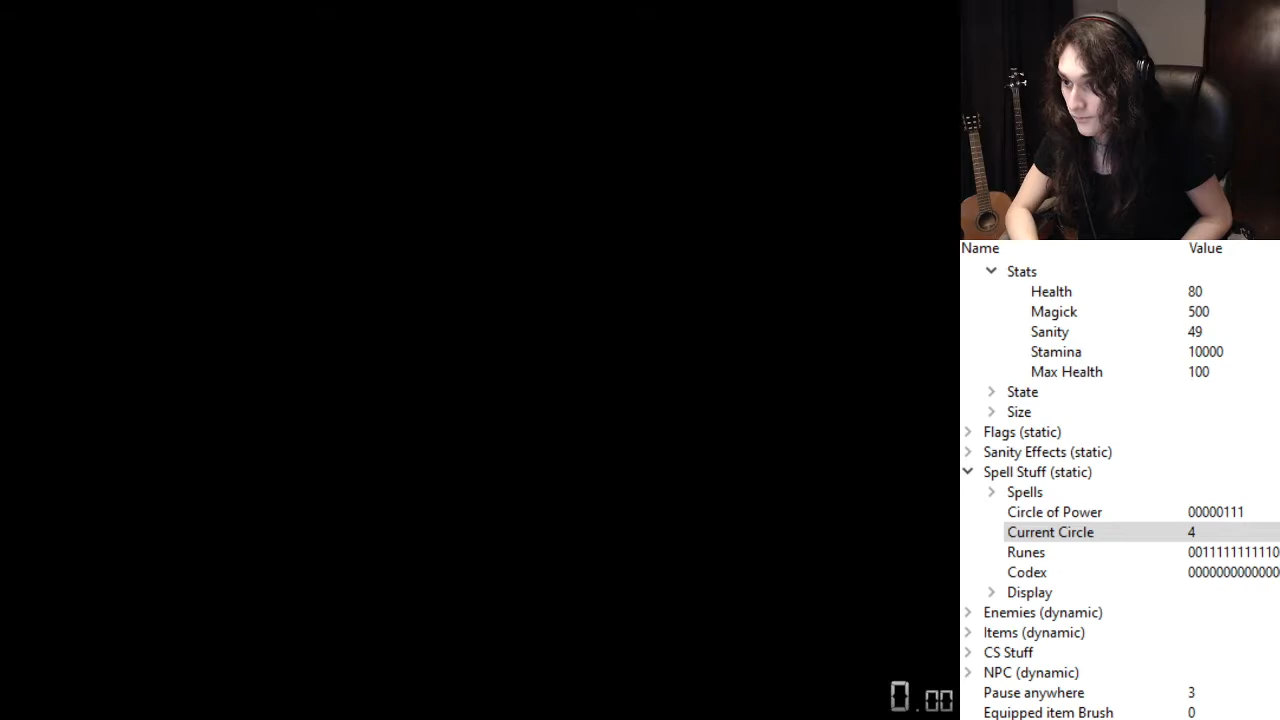 Name Value
Stats
Health 80
Magick 500
Sanity 49
Stamina 10000
Max Health 100
State
Size
Flags (static)
Sanity Effects (static)
Spell Stuff (static)
Spells
Circle of Power 00000111
Current Circle 4
Runes 0011111111110
Codex 0000000000000
Display
Enemies (dynamic)
Items (dynamic)
CS Stuff
NPC (dynamic)
Pause anywhere 3
Equipped item Brush 0
0.00